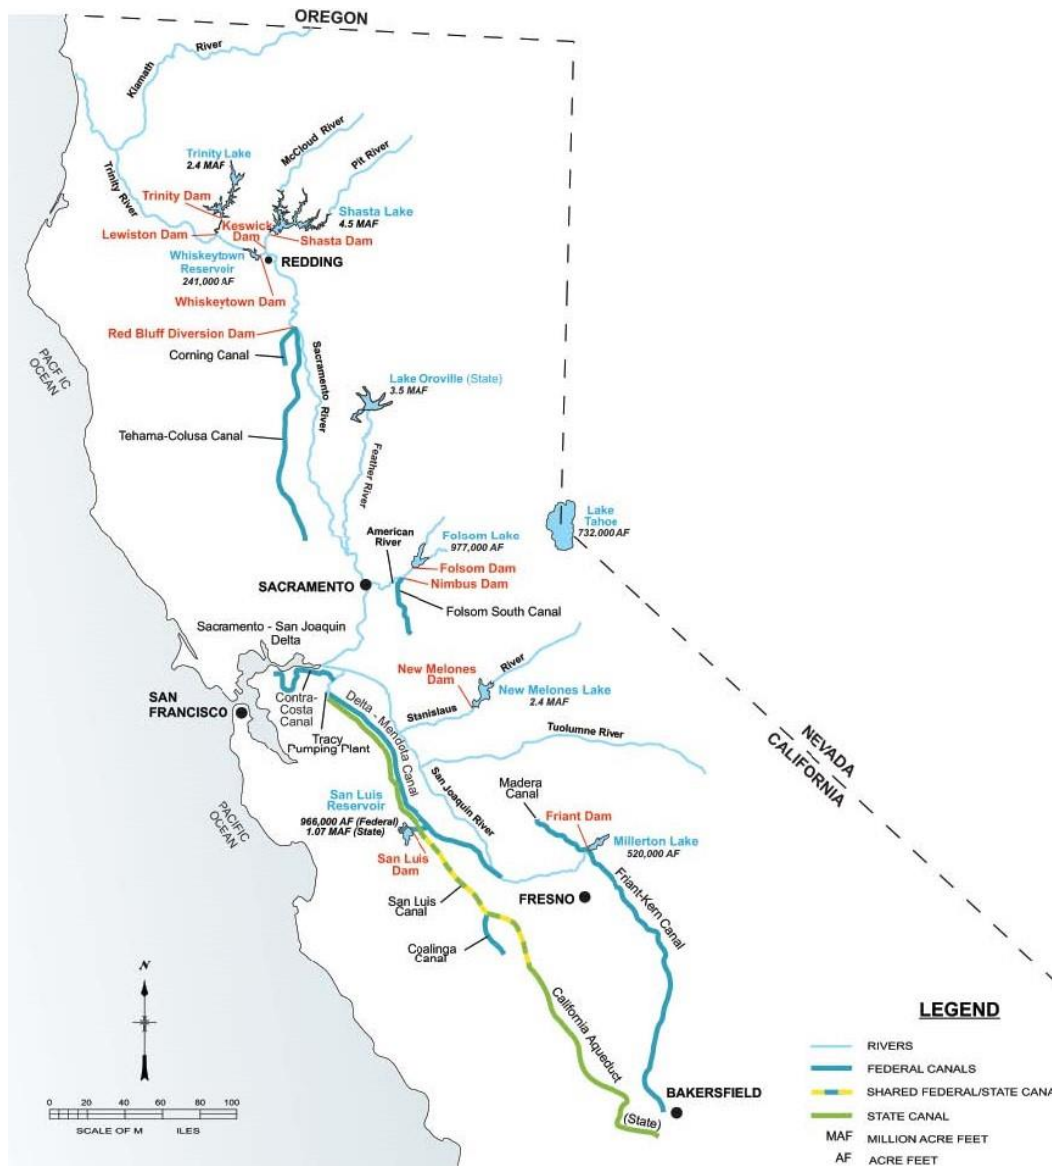 OREGON
Klamath
River
McCloud River
Pit River
Trinity Lake
2.4 MAF
Trinity River
Trinity Dam
Shasta Lake
4.5 MAF
Keswick
Dam
Lewiston Dam
Shasta Dam
Whiskeytown
Reservoir
241,000 AF
REDDING
Whiskeytown Dam
Red Bluff Diversion Dam
Corning Canal
Sacramento River
PACFIC
OCEAN
Lake Oroville (State)
3.5 MAF
Tehama-Colusa Canal
Feather River
Lake
Tahoe
732,000 AF
American
River
Folsom Lake
977,000 AF
Folsom Dam
Nimbus Dam
SACRAMENTO
Folsom South Canal
Sacramento - San Joaquin
Delta
New Melones
Dam
River
New Melones Lake
2.4 MAF
Stanislaus
SAN
FRANCISCO
Contra-
Costa
Canal
Delta - Mendota Canal
Tracy
Pumping Plant
Tuolumne River
NEVADA
CALIFORNIA
San Joaquin River
Madera
Canal
San Luis
Reservoir
966,000 AF (Federal)
1.07 MAF (State)
PACIFIC
OCEAN
Friant Dam
Millerton Lake
520,000 AF
San Luis
Dam
San Luis
Canal
FRESNO
Friant-Kern Canal
Coalinga
Canal
N
California Aqueduct
(State)
BAKERSFIELD
0 20 40 60 80 100
SCALE OF M ILES
LEGEND
RIVERS
FEDERAL CANALS
SHARED FEDERAL/STATE CANA
STATE CANAL
MAF MILLION ACRE FEET
AF ACRE FEET